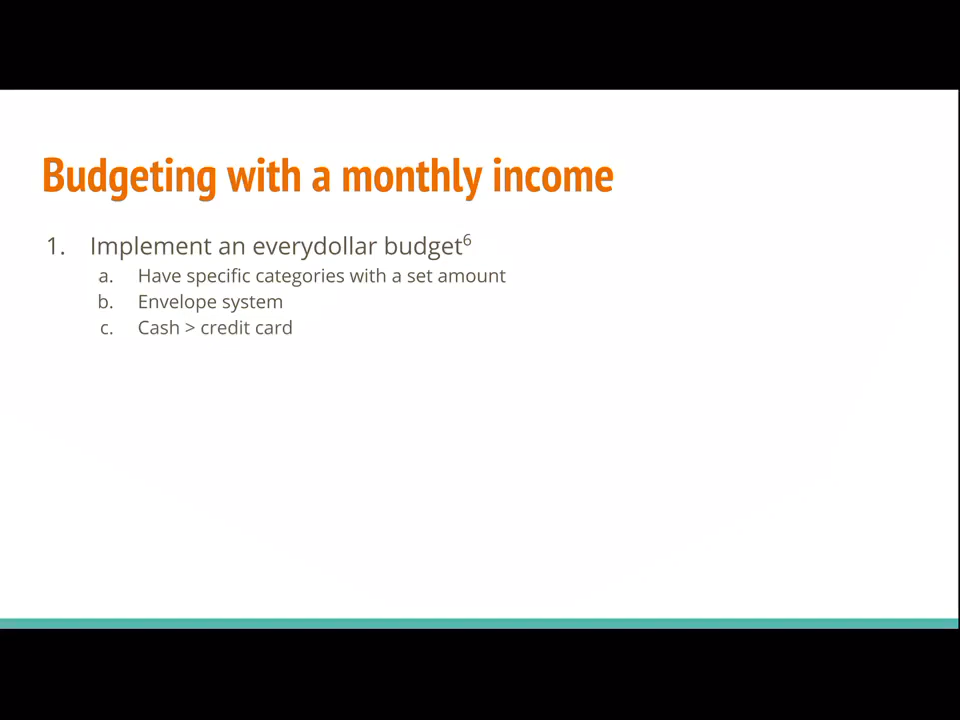 Budgeting with a monthly income
1. Implement an everydollar budget⁶
a. Have specific categories with a set amount
b. Envelope system
c. Cash > credit card